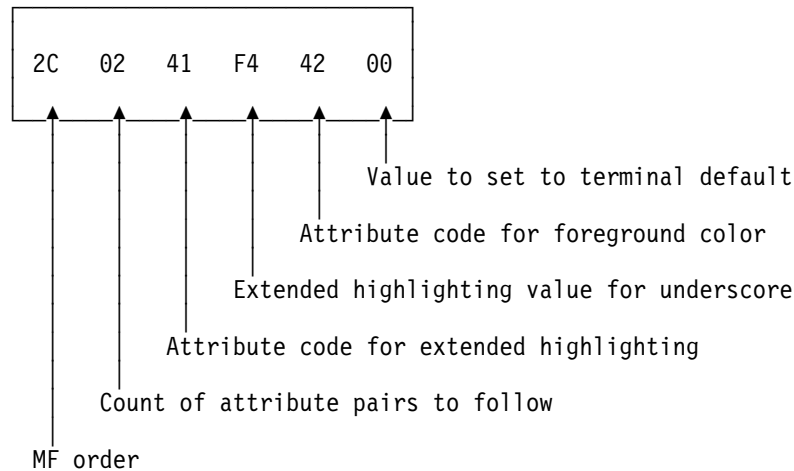 2C 02 41 F4 42 00
Value to set to terminal default
Attribute code for foreground color
Extended highlighting value for underscore
Attribute code for extended highlighting
Count of attribute pairs to follow
MF order